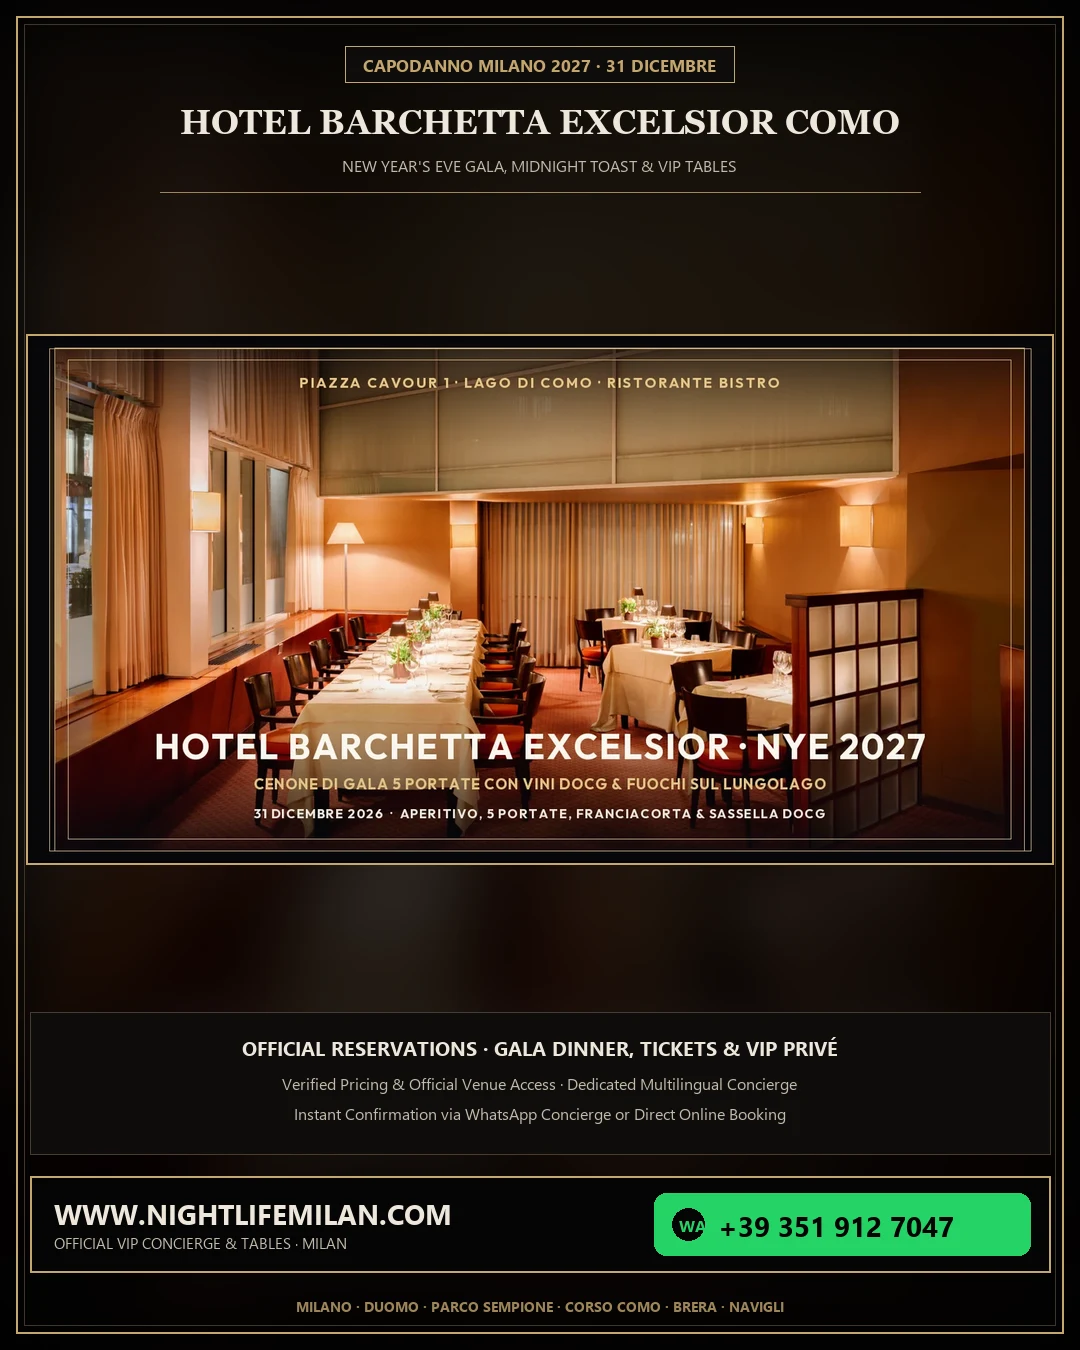 CAPODANNO MILANO 2027 · 31 DICEMBRE
HOTEL BARCHETTA EXCELSIOR COMO
NEW YEAR'S EVE GALA, MIDNIGHT TOAST & VIP TABLES
PIAZZA CAVOUR 1 · LAGO DI COMO · RISTORANTE BISTRO
HOTEL BARCHETTA EXCELSIOR · NYE 2027
CENONE DI GALA 5 PORTATE CON VINI DOCG & FUOCHI SUL LUNGOLAGO
31 DICEMBRE 2026 · APERITIVO, 5 PORTATE, FRANCIACORTA & SASSELLA DOCG
OFFICIAL RESERVATIONS · GALA DINNER, TICKETS & VIP PRIVÉ
Verified Pricing & Official Venue Access · Dedicated Multilingual Concierge
Instant Confirmation via WhatsApp Concierge or Direct Online Booking
WWW.NIGHTLIFEMILAN.COM
OFFICIAL VIP CONCIERGE & TABLES · MILAN
WA +39 351 912 7047
MILANO · DUOMO · PARCO SEMPIONE · CORSO COMO · BRERA · NAVIGLI